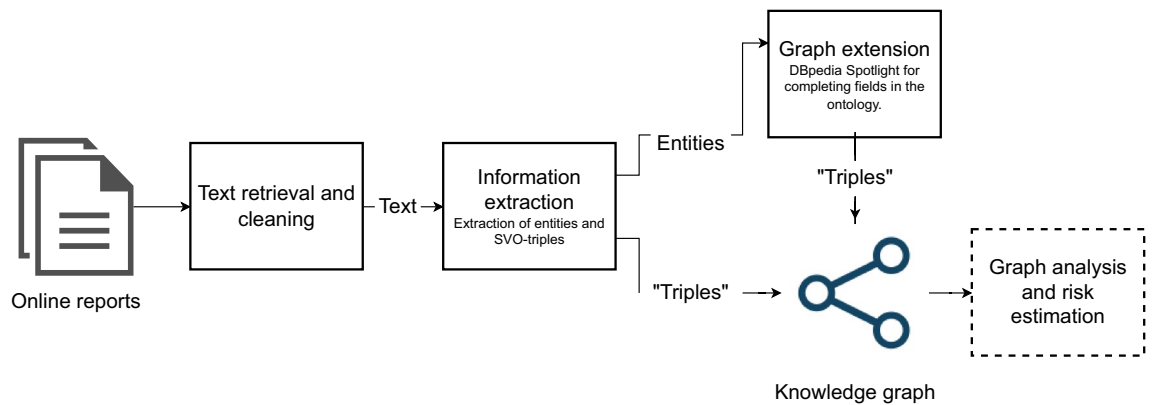 Online reports
Text retrieval and
cleaning
Text
Information
extraction
Extraction of entities and
SVO-triples
Entities
Graph extension
DBpedia Spotlight for
completing fields in the
ontology.
"Triples"
"Triples"
Knowledge graph
Graph analysis
and risk
estimation